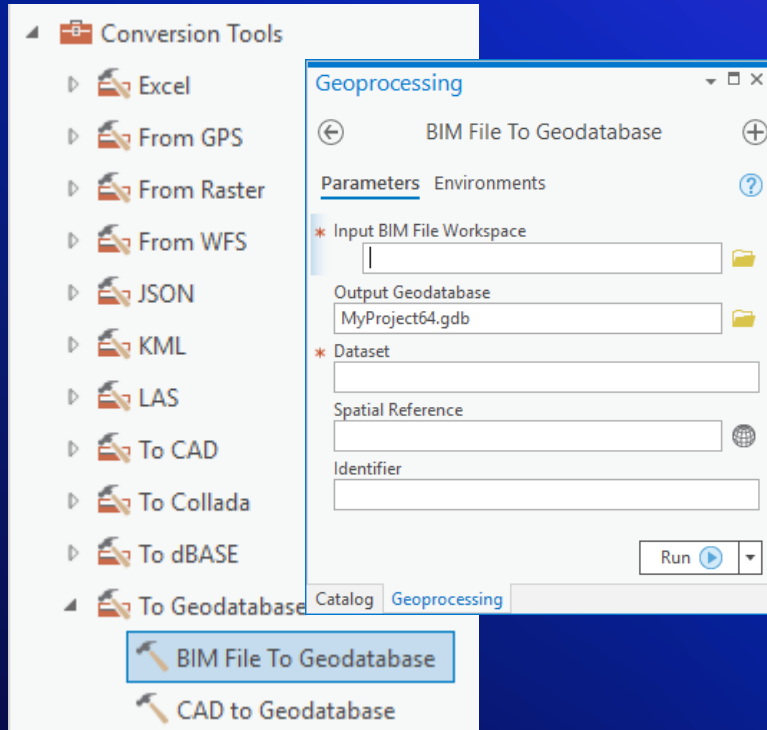 Conversion Tools
Excel
From GPS
From Raster
From WFS
JSON
KML
LAS
To CAD
To Collada
To dBASE
To Geodatabase
BIM File To Geodatabase
CAD to Geodatabase
Geoprocessing
BIM File To Geodatabase
Parameters Environments
* Input BIM File Workspace
Output Geodatabase
MyProject64.gdb
* Dataset
Spatial Reference
Identifier
Run
Catalog Geoprocessing